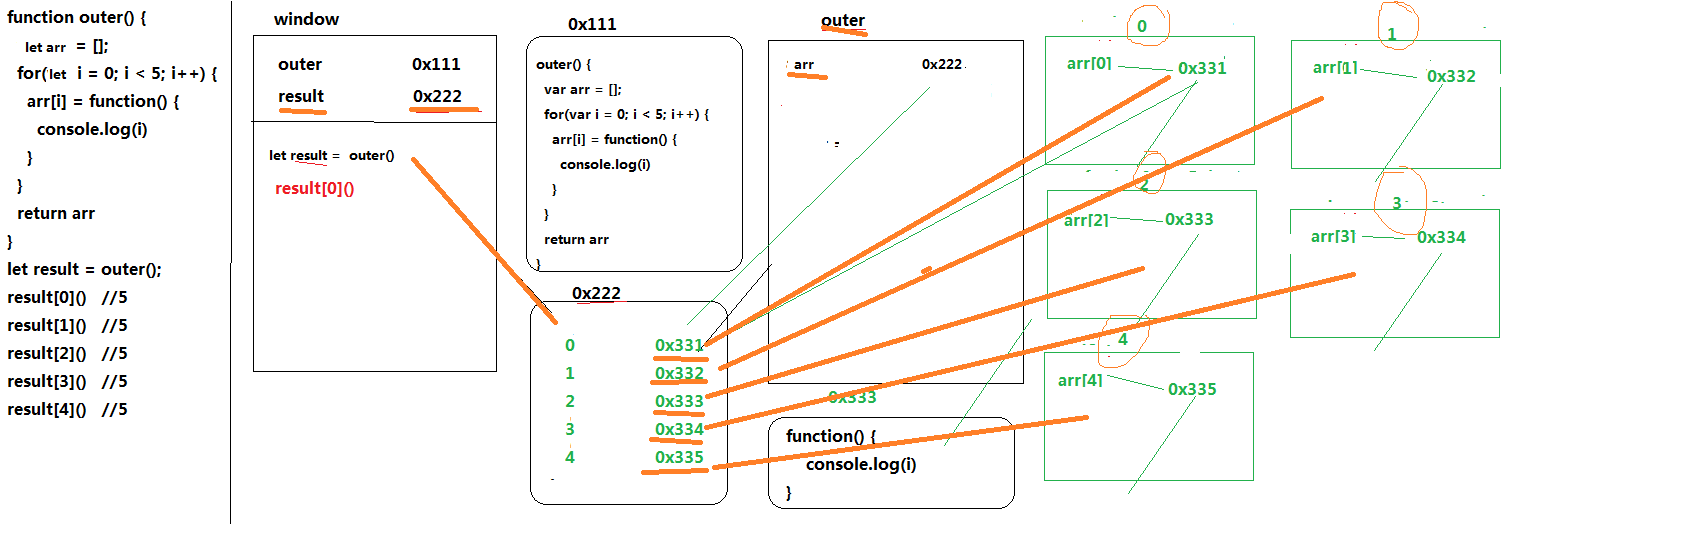 function outer() {
let arr = [];
for(let i = 0; i < 5; i++) {
arr[i] = function() {
console.log(i)
}
}
return arr
}
let result = outer();
result[0]() //5
result[1]() //5
result[2]() //5
result[3]() //5
result[4]() //5
window
outer 0x111
result 0x222
let result = outer()
result[0]()
0x111
outer() {
var arr = [];
for(var i = 0; i < 5; i++) {
arr[i] = function() {
console.log(i)
}
}
return arr
}
0x222
0 0x331
1 0x332
2 0x333
3 0x334
4 0x335
outer
arr 0x222
0x333
function() {
console.log(i)
}
0
arr[0] 0x331
1
arr[1] 0x332
2
arr[2] 0x333
3
arr[3] 0x334
4
arr[4] 0x335